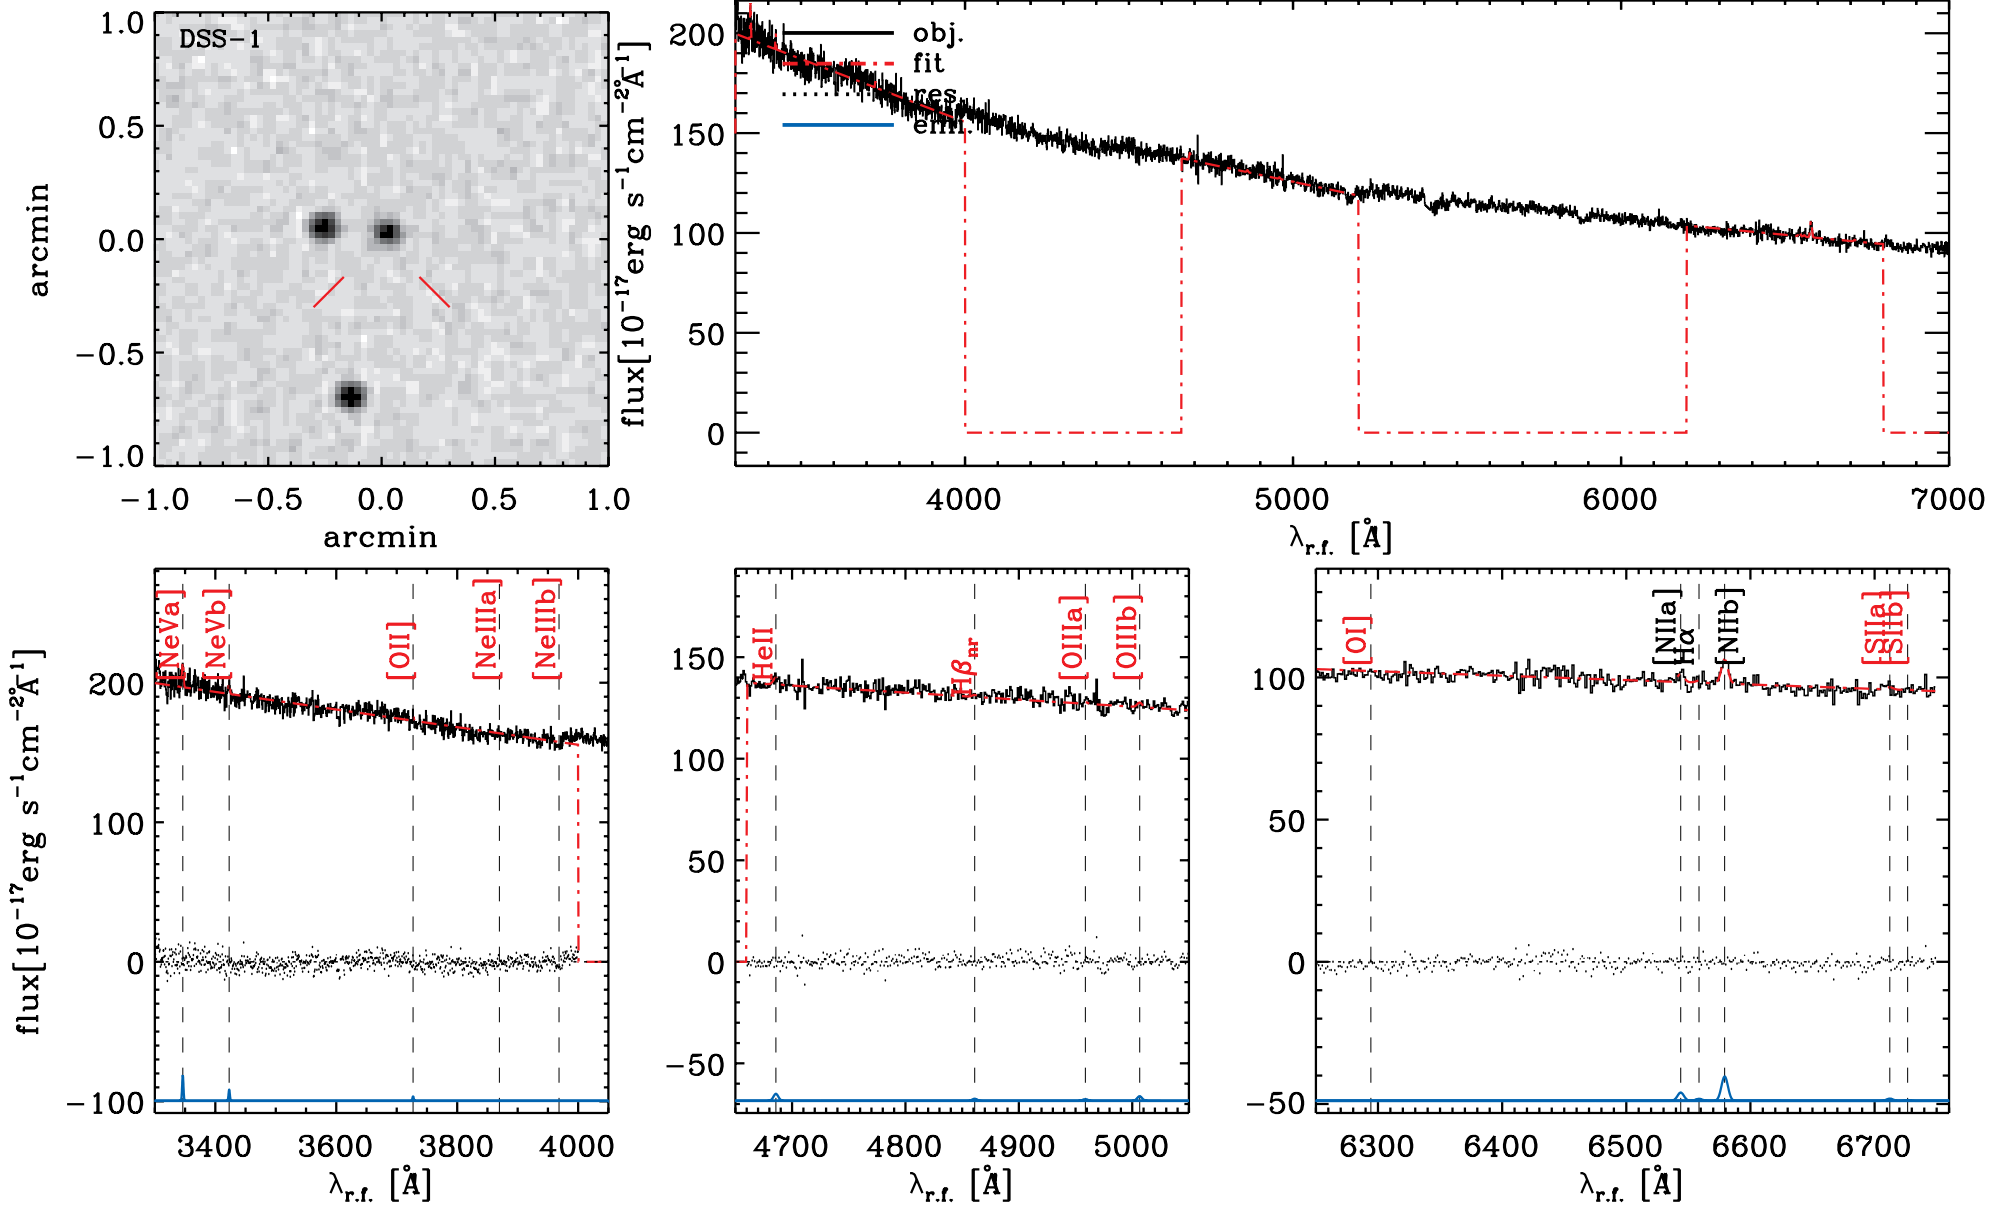 DSS-1
1.0
0.5
0.0
-0.5
-1.0
arcmin
-1.0 -0.5 0.0 0.5 1.0
arcmin
flux[10⁻¹⁷erg s⁻¹cm⁻²Å⁻¹]
200
150
100
50
0
obj.
fit
res.
emi.
4000 5000 6000 7000
λr.f. [Å]
flux[10⁻¹⁷erg s⁻¹cm⁻²Å⁻¹]
200
100
0
-100
[NeVa] [NeVb] [OII] [NeIIIa] [NeIIIb]
3400 3600 3800 4000
λr.f. [Å]
150
100
50
0
-50
HeII Hβnr [OIIIa] [OIIIb]
4700 4800 4900 5000
λr.f. [Å]
100
50
0
-50
[OI] [NIIa] Hα [NIIb] [SIIa] [SIIb]
6300 6400 6500 6600 6700
λr.f. [Å]